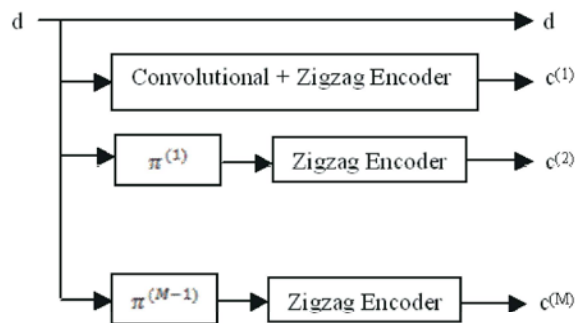 d d
Convolutional + Zigzag Encoder c(1)
π(1) Zigzag Encoder c(2)
π(M−1) Zigzag Encoder c(M)